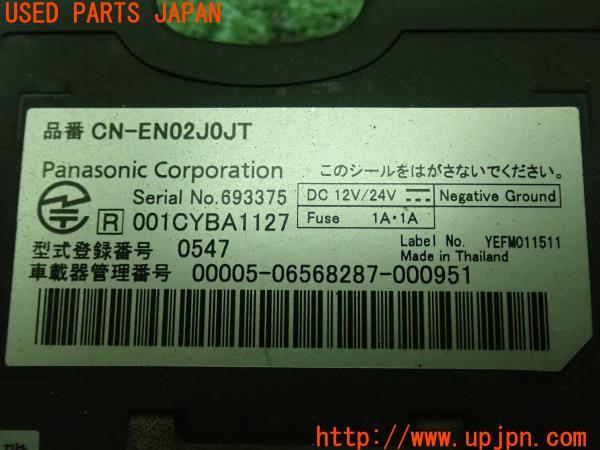 USED PARTS JAPAN
品番 CN-EN02J0JT
Panasonic Corporation
このシールをはがさないでください。
Serial No.693375
DC 12V/24V
Negative Ground
R 001CYBA1127
Fuse 1A・1A
型式登録番号 0547
Label No. YEFM011511
Made in Thailand
車載器管理番号 00005-06568287-000951
USED PARTS JAPAN
http://www.upjpn.com/